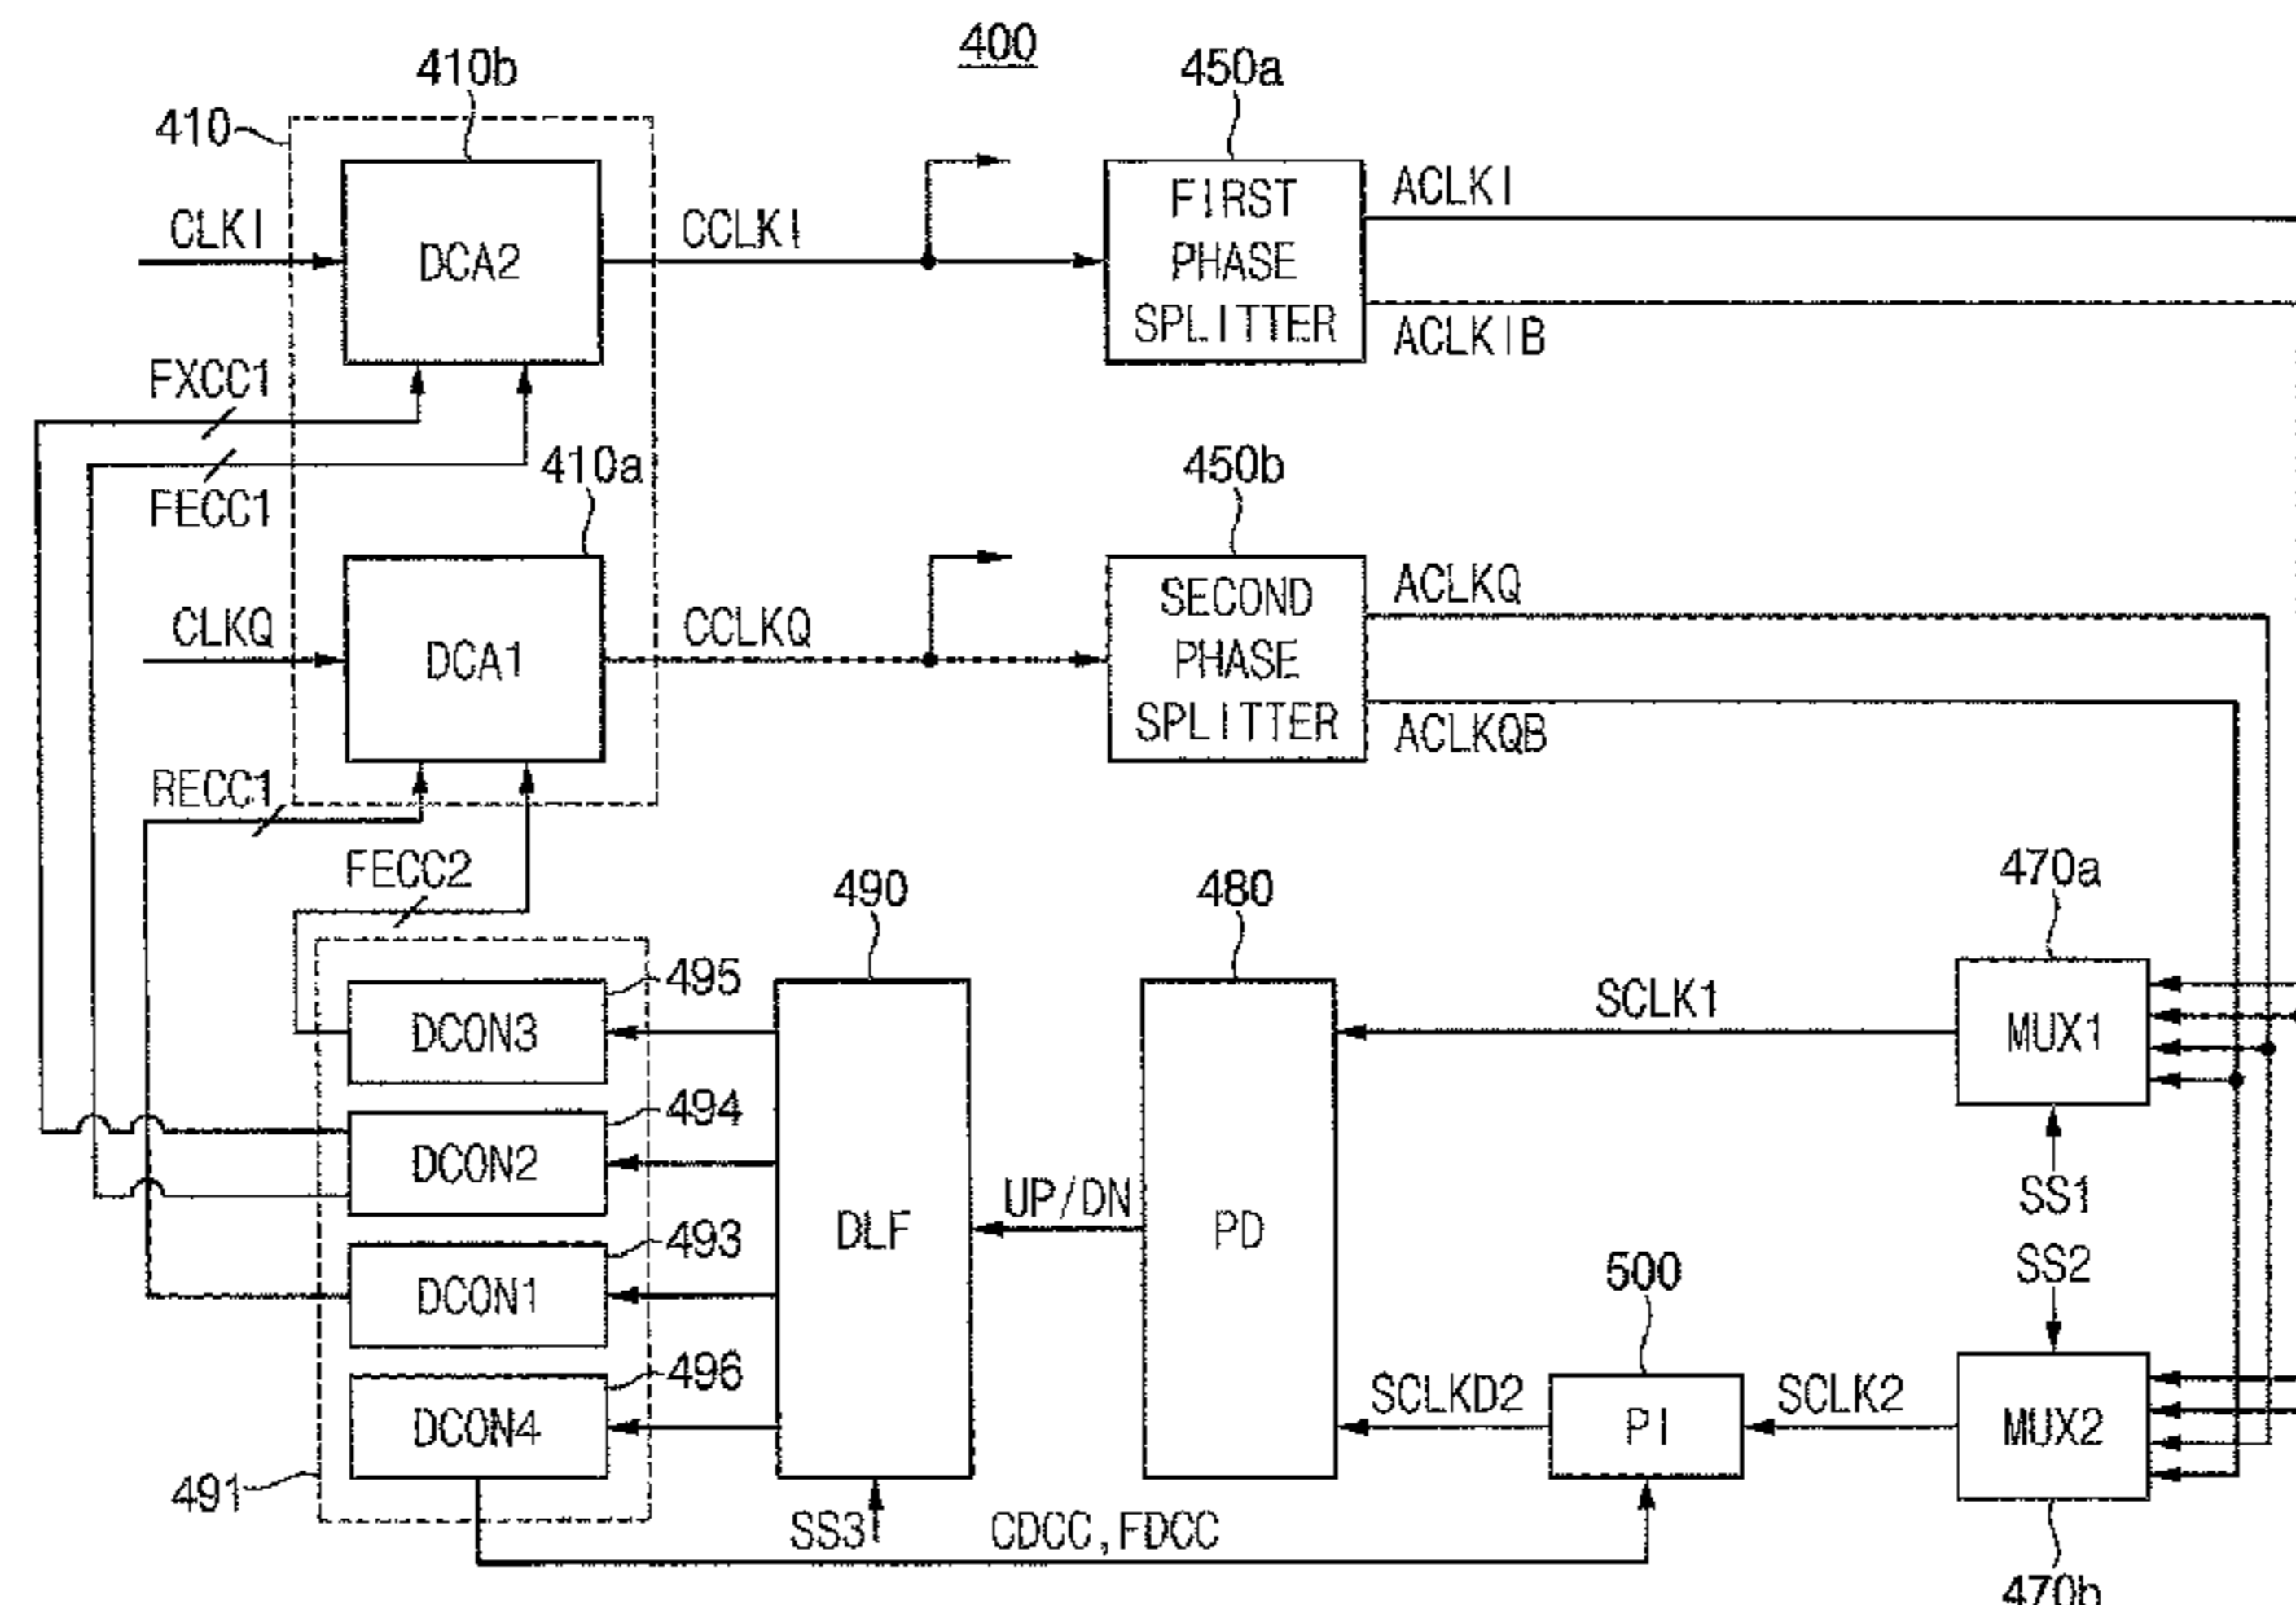 400
410b
450a
410
FIRST
PHASE
SPLITTER
ACLKI
CLKI
DCA2
CCLKI
ACLKIB
FXCC1
FECC1
410a
450b
SECOND
PHASE
SPLITTER
ACLKQ
CLKQ
DCA1
CCLKQ
ACLKQB
RECC1
FECC2
490
480
470a
495
DCON3
SCLK1
MUX1
494
DCON2
UP/DN
SS1
DLF
PD
493
DCON1
500
SS2
496
DCON4
SCLKD2
PI
SCLK2
MUX2
491
SS3
CDCC,FDCC
470b